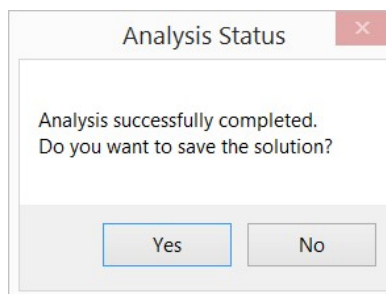 Analysis Status
Analysis successfully completed.
Do you want to save the solution?
Yes
No